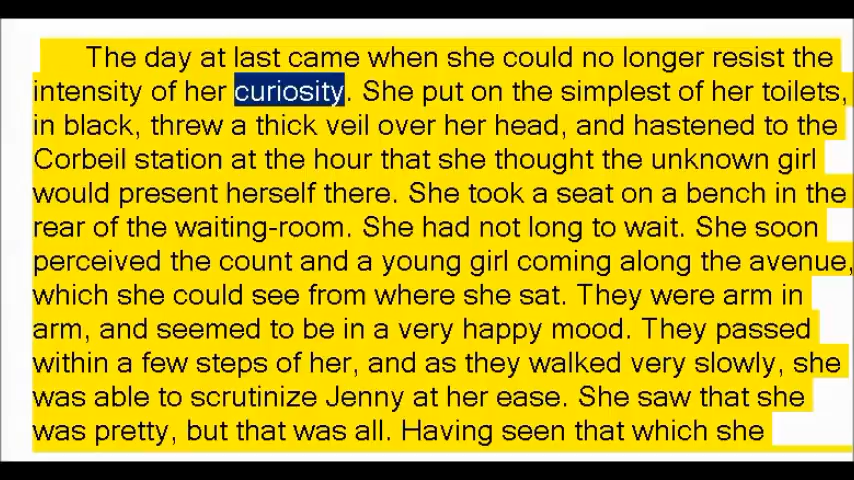 The day at last came when she could no longer resist the
intensity of her curiosity. She put on the simplest of her toilets,
in black, threw a thick veil over her head, and hastened to the
Corbeil station at the hour that she thought the unknown girl
would present herself there. She took a seat on a bench in the
rear of the waiting-room. She had not long to wait. She soon
perceived the count and a young girl coming along the avenue,
which she could see from where she sat. They were arm in
arm, and seemed to be in a very happy mood. They passed
within a few steps of her, and as they walked very slowly, she
was able to scrutinize Jenny at her ease. She saw that she
was pretty, but that was all. Having seen that which she